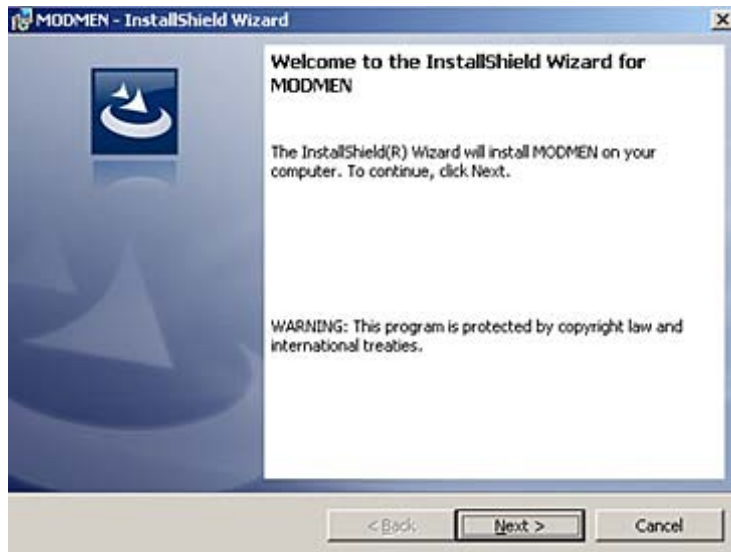 MODMEN - InstallShield Wizard
Welcome to the InstallShield Wizard for
MODMEN
The InstallShield(R) Wizard will install MODMEN on your
computer. To continue, click Next.
WARNING: This program is protected by copyright law and
international treaties.
< Back
Next >
Cancel